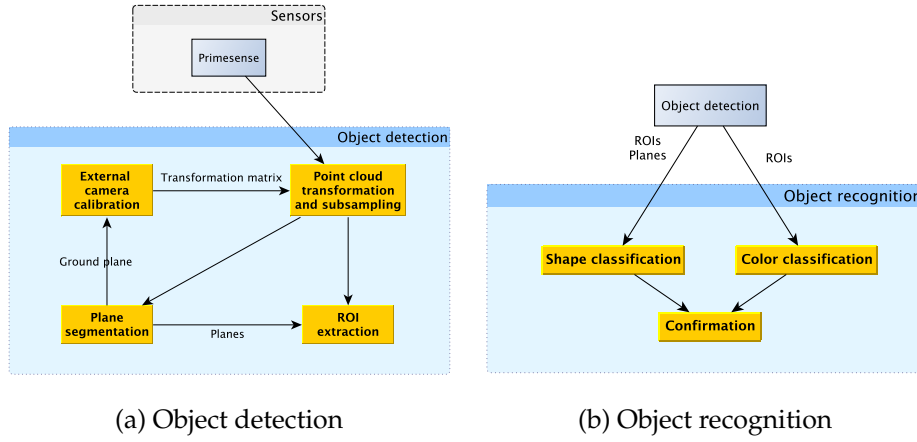 Sensors
Primesense
Object detection
External
camera
calibration
Transformation matrix
Point cloud
transformation
and subsampling
Ground plane
Plane
segmentation
Planes
ROI
extraction
(a) Object detection
Object detection
ROIs
Planes
ROIs
Object recognition
Shape classification
Color classification
Confirmation
(b) Object recognition